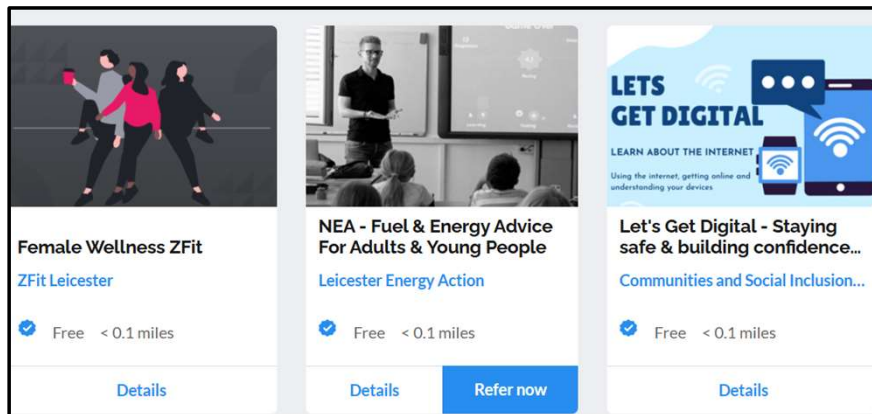 LETS
GET DIGITAL
LEARN ABOUT THE INTERNET
Using the internet, getting online and
understanding your devices
Female Wellness ZFit
ZFit Leicester
Free < 0.1 miles
Details
NEA - Fuel & Energy Advice
For Adults & Young People
Leicester Energy Action
Free < 0.1 miles
Details
Refer now
Let's Get Digital - Staying
safe & building confidence...
Communities and Social Inclusion...
Free < 0.1 miles
Details